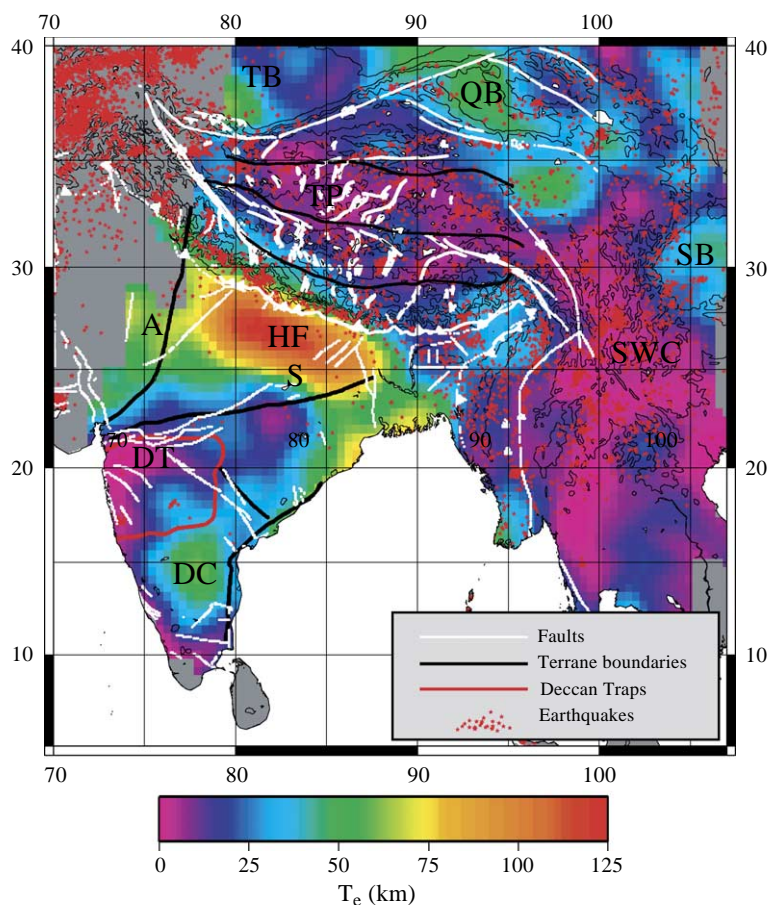 70 80 90 100
40 40
TB
QB
TP
30 30
SB
A
HF
SWC
S
70 80 90 100
DT
20 20
DC
Faults
10 Terrane boundaries 10
Deccan Traps
Earthquakes
70 80 90 100
0 25 50 75 100 125
Te (km)